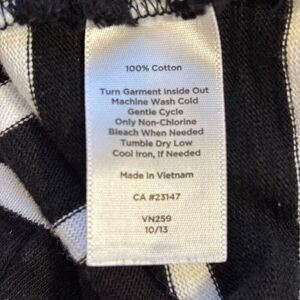 100% Cotton
Turn Garment Inside Out
Machine Wash Cold
Gentle Cycle
Only Non-Chlorine
Bleach When Needed
Tumble Dry Low
Cool Iron, If Needed
Made in Vietnam
CA #23147
VN259
10/13